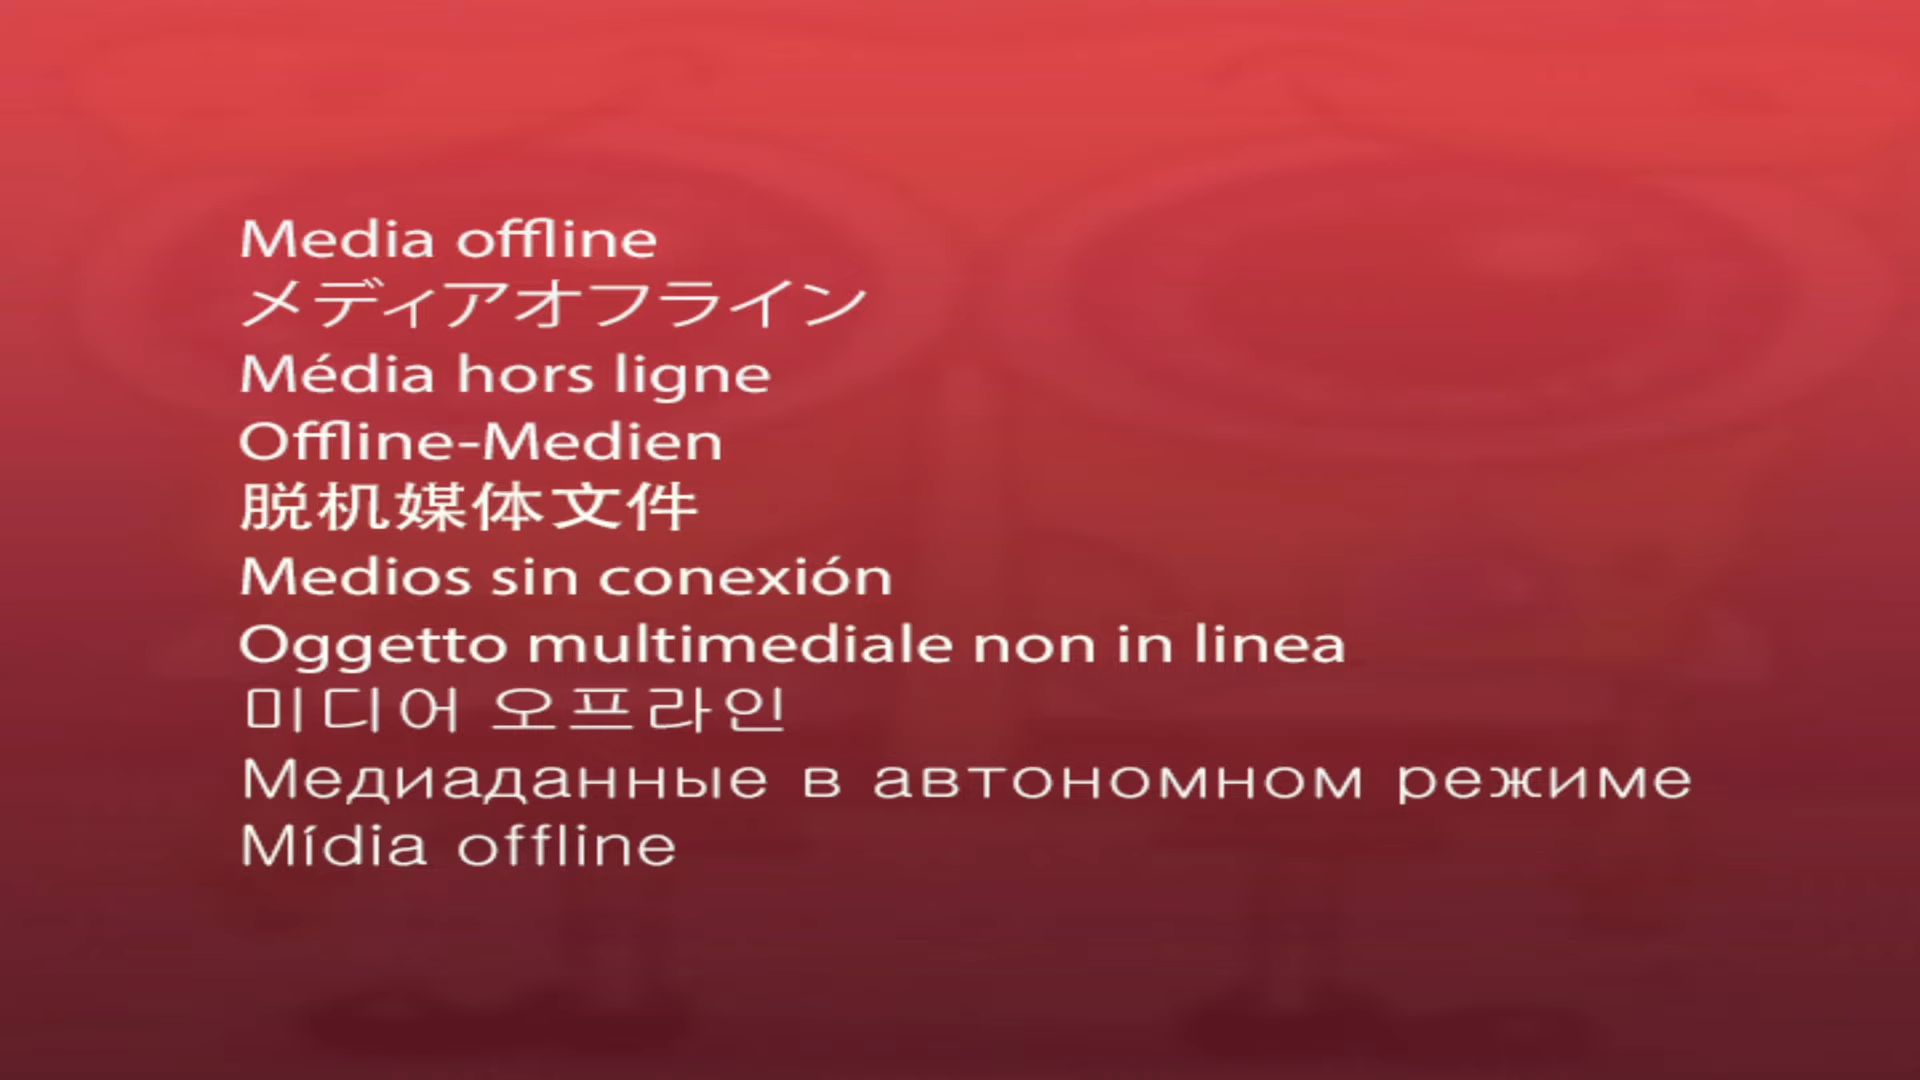 Media offline
メディアオフライン
Média hors ligne
Offline-Medien
脱机媒体文件
Medios sin conexión
Oggetto multimediale non in linea
미디어 오프라인
Медиаданные в автономном режиме
Mídia offline